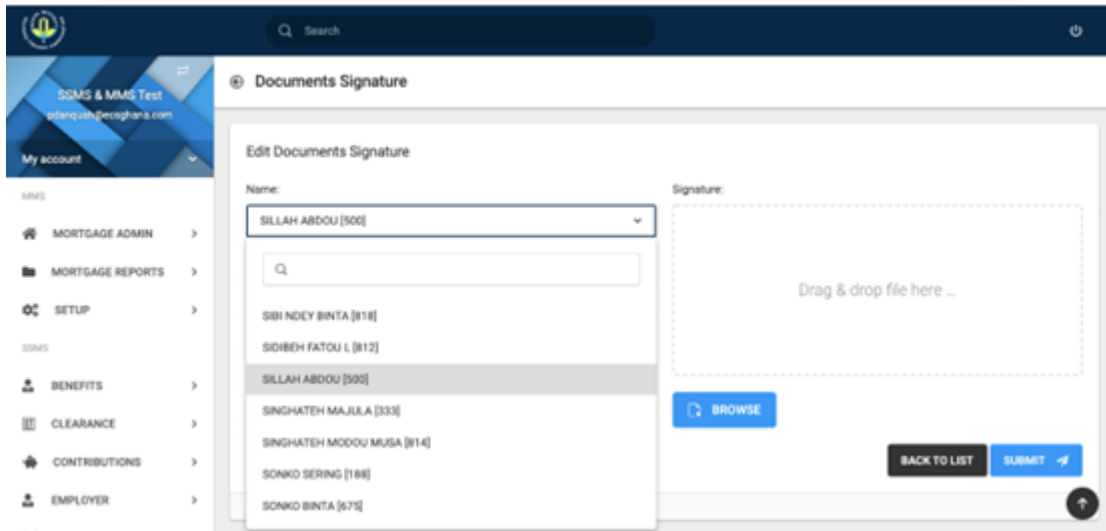 Search
SSMS & MMS Test
pdanquah@ecoghana.com
My account
MMS
MORTGAGE ADMIN
MORTGAGE REPORTS
SETUP
SSMS
BENEFITS
CLEARANCE
CONTRIBUTIONS
EMPLOYER
Documents Signature
Edit Documents Signature
Name:
SILLAH ABDOU [500]
SIBI NDEY BINTA [818]
SIDIBEH FATOU L [812]
SILLAH ABDOU [500]
SINGHATEH MAJULA [333]
SINGHATEH MODOU MUSA [814]
SONKO SERING [188]
SONKO BINTA [675]
Signature:
Drag & drop file here ...
BROWSE
BACK TO LIST
SUBMIT